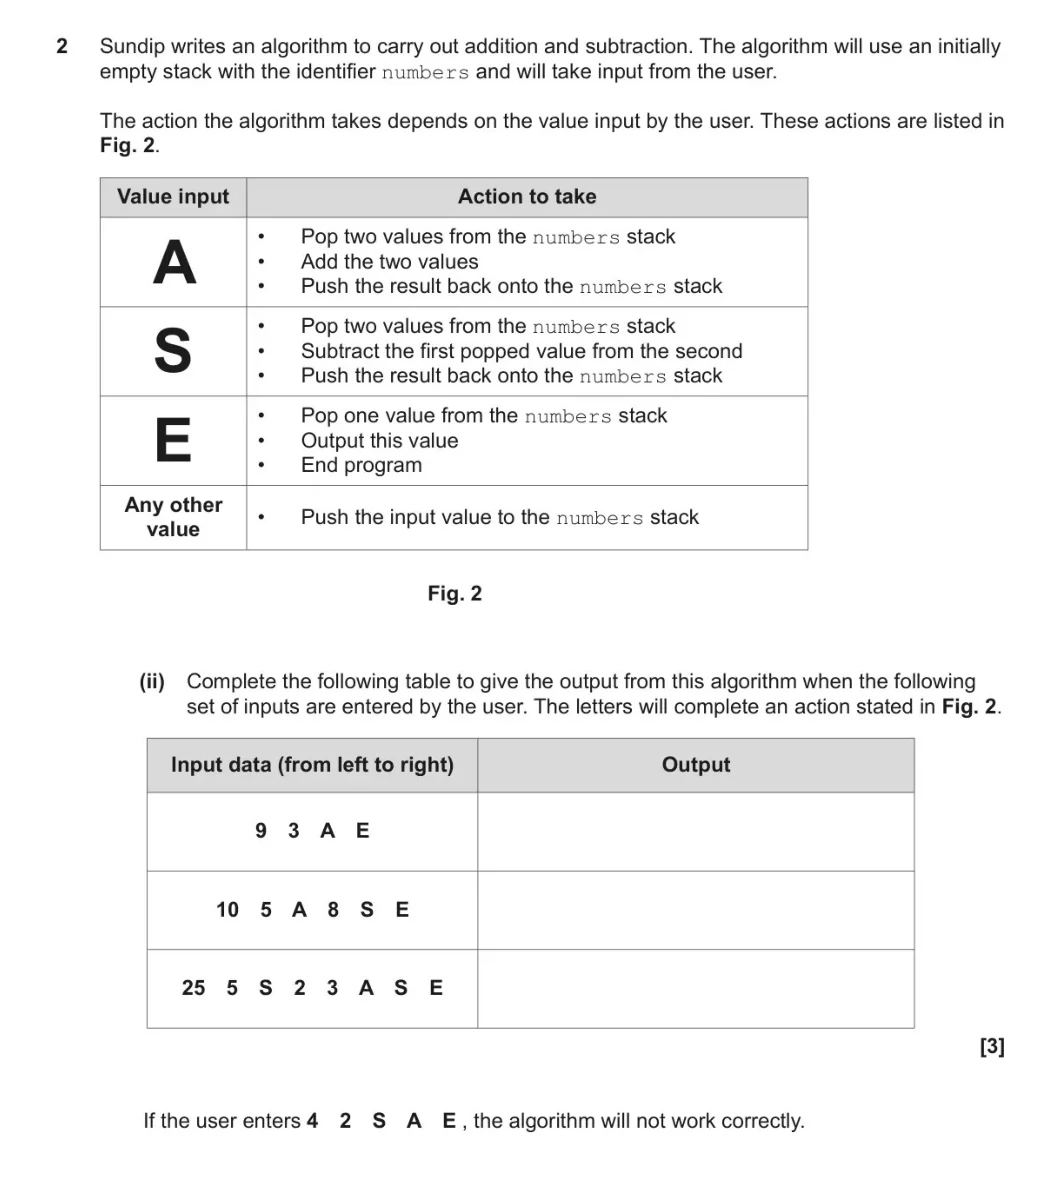 2 Sundip writes an algorithm to carry out addition and subtraction. The algorithm will use an initially
empty stack with the identifier numbers and will take input from the user.
The action the algorithm takes depends on the value input by the user. These actions are listed in
Fig. 2.
Value input Action to take
A
• Pop two values from the numbers stack
• Add the two values
• Push the result back onto the numbers stack
S
• Pop two values from the numbers stack
• Subtract the first popped value from the second
• Push the result back onto the numbers stack
E
• Pop one value from the numbers stack
• Output this value
• End program
Any other
value
• Push the input value to the numbers stack
Fig. 2
(ii) Complete the following table to give the output from this algorithm when the following
set of inputs are entered by the user. The letters will complete an action stated in Fig. 2.
Input data (from left to right) Output
9 3 A E
10 5 A 8 S E
25 5 S 2 3 A S E
[3]
If the user enters 4 2 S A E , the algorithm will not work correctly.